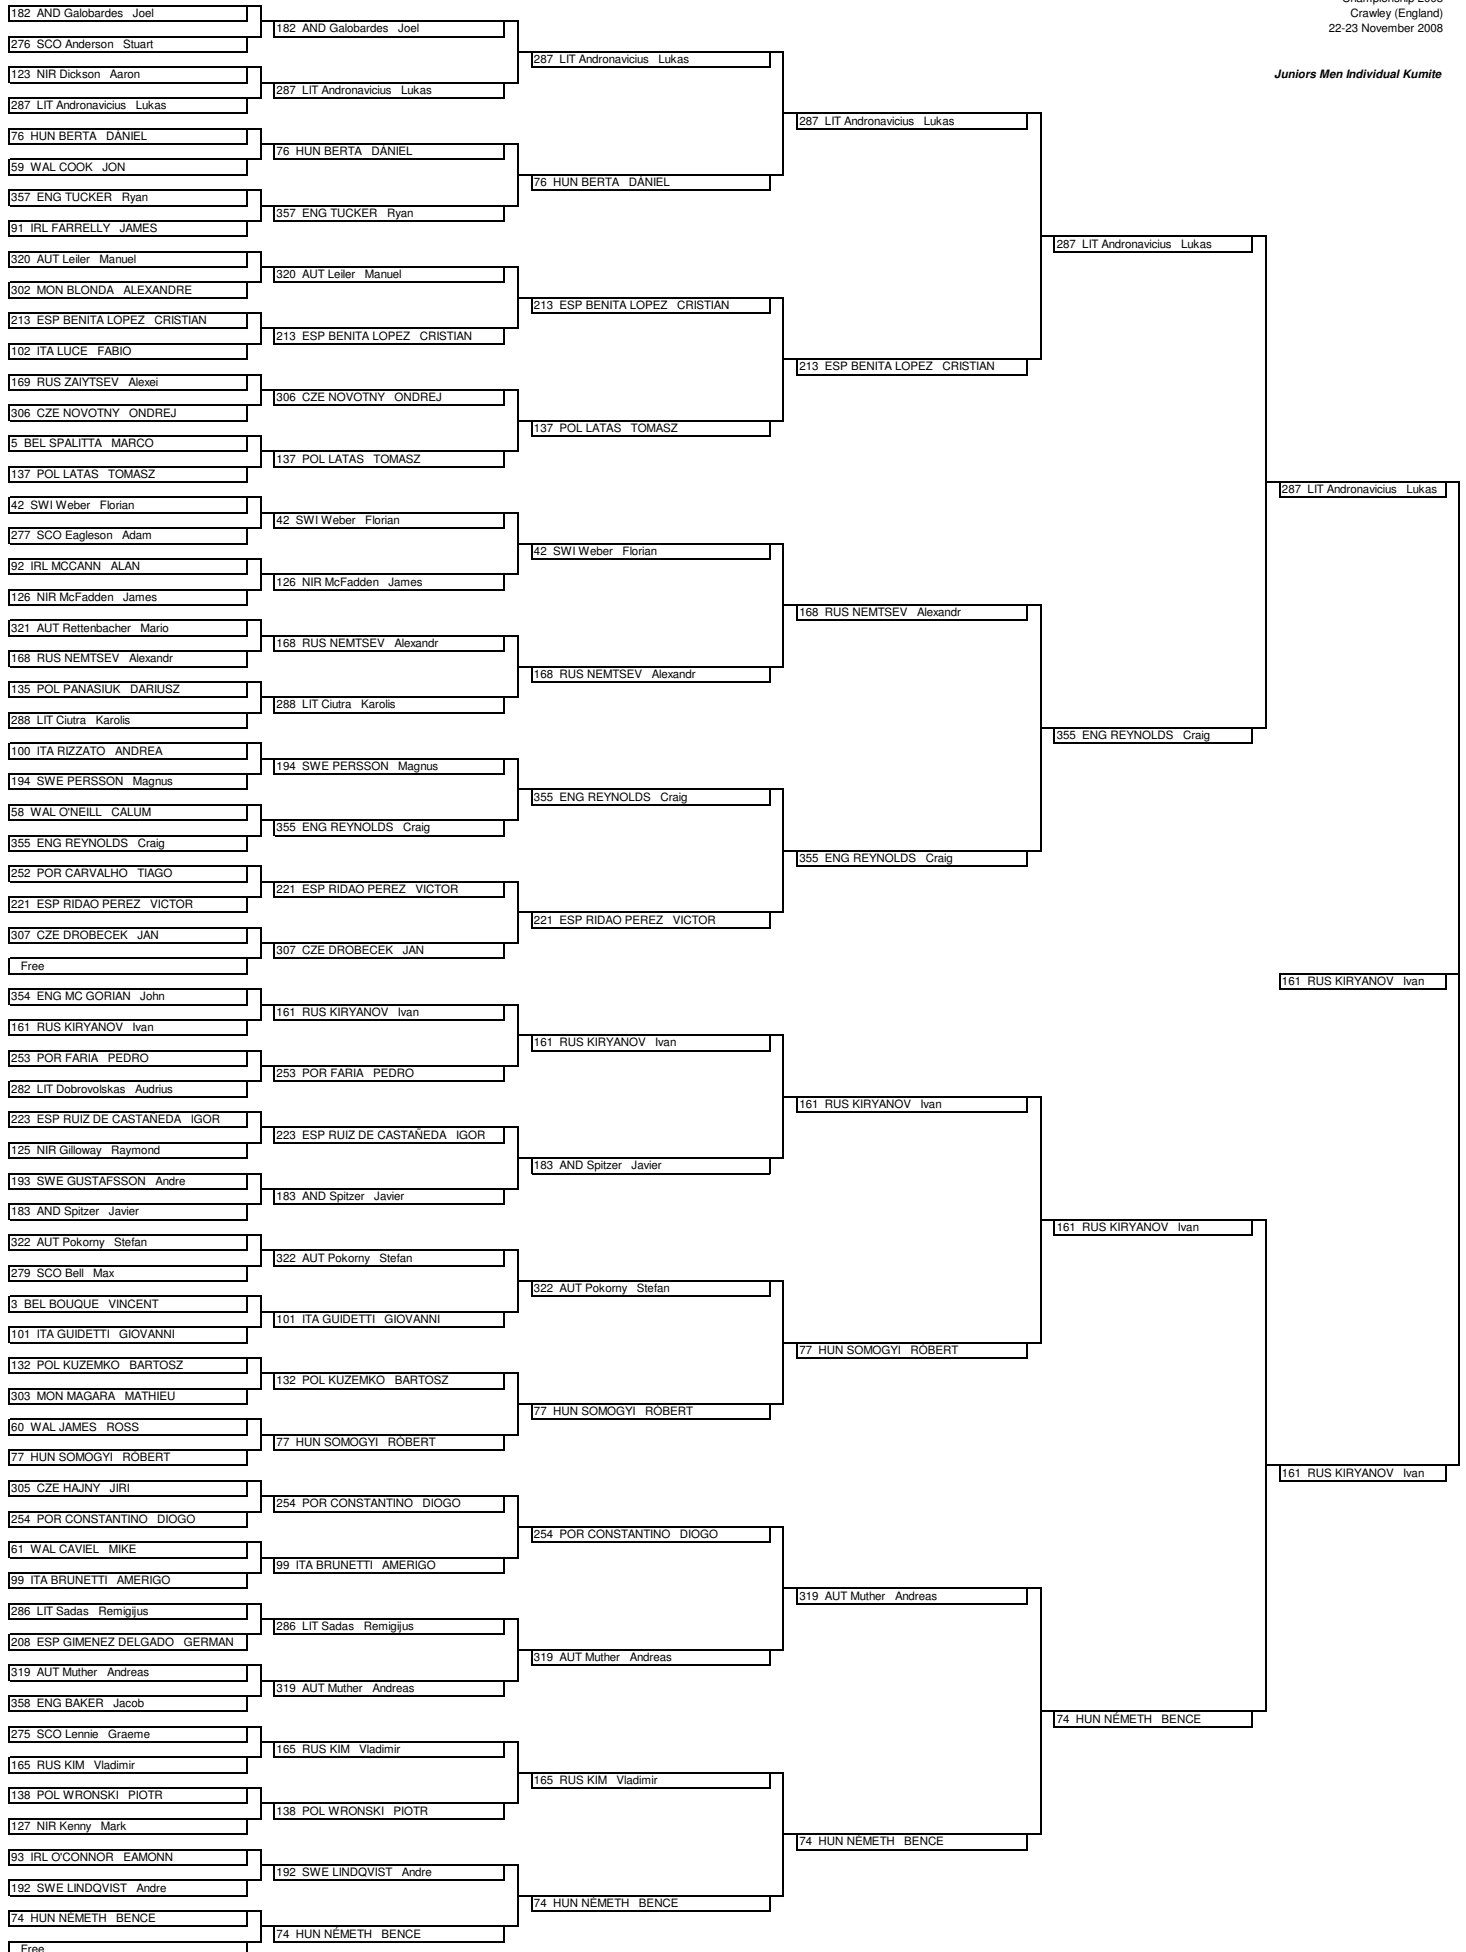 Crawley (England)
22-23 November 2008
Juniors Men Individual Kumite
182 AND Galobardes Joel
276 SCO Anderson Stuart
123 NIR Dickson Aaron
287 LIT Andronavicius Lukas
76 HUN BERTA DÁNIEL
59 WAL COOK JON
357 ENG TUCKER Ryan
91 IRL FARRELLY JAMES
320 AUT Leiler Manuel
302 MON BLONDA ALEXANDRE
213 ESP BENITA LOPEZ CRISTIAN
102 ITA LUCE FABIO
169 RUS ZAIYTSEV Alexei
306 CZE NOVOTNY ONDREJ
5 BEL SPALITTA MARCO
137 POL LATAS TOMASZ
42 SWI Weber Florian
277 SCO Eagleson Adam
92 IRL MCCANN ALAN
126 NIR McFadden James
321 AUT Rettenbacher Mario
168 RUS NEMTSEV Alexandr
135 POL PANASIUK DARIUSZ
288 LIT Ciutra Karolis
100 ITA RIZZATO ANDREA
194 SWE PERSSON Magnus
58 WAL O'NEILL CALUM
355 ENG REYNOLDS Craig
252 POR CARVALHO TIAGO
221 ESP RIDAO PEREZ VICTOR
307 CZE DROBECEK JAN
Free
354 ENG MC GORIAN John
161 RUS KIRYANOV Ivan
253 POR FARIA PEDRO
282 LIT Dobrovolskas Audrius
223 ESP RUIZ DE CASTAÑEDA IGOR
125 NIR Gilloway Raymond
193 SWE GUSTAFSSON Andre
183 AND Spitzer Javier
322 AUT Pokorny Stefan
279 SCO Bell Max
3 BEL BOUQUE VINCENT
101 ITA GUIDETTI GIOVANNI
132 POL KUZEMKO BARTOSZ
303 MON MAGARA MATHIEU
60 WAL JAMES ROSS
77 HUN SOMOGYI RÓBERT
305 CZE HAJNY JIRI
254 POR CONSTANTINO DIOGO
61 WAL CAVIEL MIKE
99 ITA BRUNETTI AMERIGO
286 LIT Sadas Remigijus
208 ESP GIMENEZ DELGADO GERMAN
319 AUT Muther Andreas
358 ENG BAKER Jacob
275 SCO Lennie Graeme
165 RUS KIM Vladimir
138 POL WRONSKI PIOTR
127 NIR Kenny Mark
93 IRL O'CONNOR EAMONN
192 SWE LINDQVIST Andre
74 HUN NÉMETH BENCE
Free
182 AND Galobardes Joel
287 LIT Andronavicius Lukas
76 HUN BERTA DÁNIEL
357 ENG TUCKER Ryan
320 AUT Leiler Manuel
213 ESP BENITA LOPEZ CRISTIAN
306 CZE NOVOTNY ONDREJ
137 POL LATAS TOMASZ
42 SWI Weber Florian
126 NIR McFadden James
168 RUS NEMTSEV Alexandr
288 LIT Ciutra Karolis
194 SWE PERSSON Magnus
355 ENG REYNOLDS Craig
221 ESP RIDAO PEREZ VICTOR
307 CZE DROBECEK JAN
161 RUS KIRYANOV Ivan
253 POR FARIA PEDRO
223 ESP RUIZ DE CASTAÑEDA IGOR
183 AND Spitzer Javier
322 AUT Pokorny Stefan
101 ITA GUIDETTI GIOVANNI
132 POL KUZEMKO BARTOSZ
77 HUN SOMOGYI RÓBERT
254 POR CONSTANTINO DIOGO
99 ITA BRUNETTI AMERIGO
286 LIT Sadas Remigijus
319 AUT Muther Andreas
165 RUS KIM Vladimir
138 POL WRONSKI PIOTR
192 SWE LINDQVIST Andre
74 HUN NÉMETH BENCE
287 LIT Andronavicius Lukas
76 HUN BERTA DÁNIEL
213 ESP BENITA LOPEZ CRISTIAN
137 POL LATAS TOMASZ
42 SWI Weber Florian
168 RUS NEMTSEV Alexandr
355 ENG REYNOLDS Craig
221 ESP RIDAO PEREZ VICTOR
161 RUS KIRYANOV Ivan
183 AND Spitzer Javier
322 AUT Pokorny Stefan
77 HUN SOMOGYI RÓBERT
254 POR CONSTANTINO DIOGO
319 AUT Muther Andreas
165 RUS KIM Vladimir
74 HUN NÉMETH BENCE
287 LIT Andronavicius Lukas
213 ESP BENITA LOPEZ CRISTIAN
168 RUS NEMTSEV Alexandr
355 ENG REYNOLDS Craig
161 RUS KIRYANOV Ivan
77 HUN SOMOGYI RÓBERT
319 AUT Muther Andreas
74 HUN NÉMETH BENCE
287 LIT Andronavicius Lukas
355 ENG REYNOLDS Craig
161 RUS KIRYANOV Ivan
74 HUN NÉMETH BENCE
287 LIT Andronavicius Lukas
161 RUS KIRYANOV Ivan
161 RUS KIRYANOV Ivan